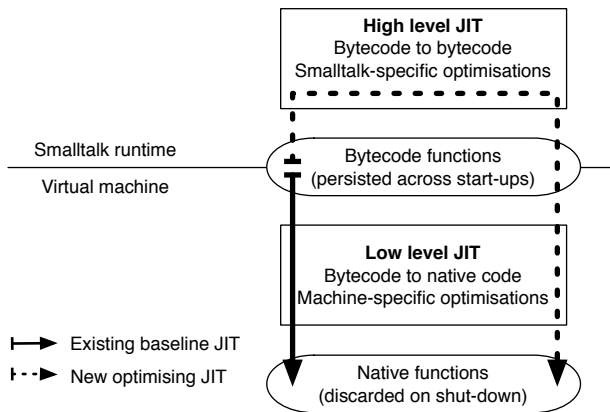 High level JIT
Bytecode to bytecode
Smalltalk-specific optimisations
Smalltalk runtime
Virtual machine
Bytecode functions
(persisted across start-ups)
Low level JIT
Bytecode to native code
Machine-specific optimisations
Existing baseline JIT
New optimising JIT
Native functions
(discarded on shut-down)